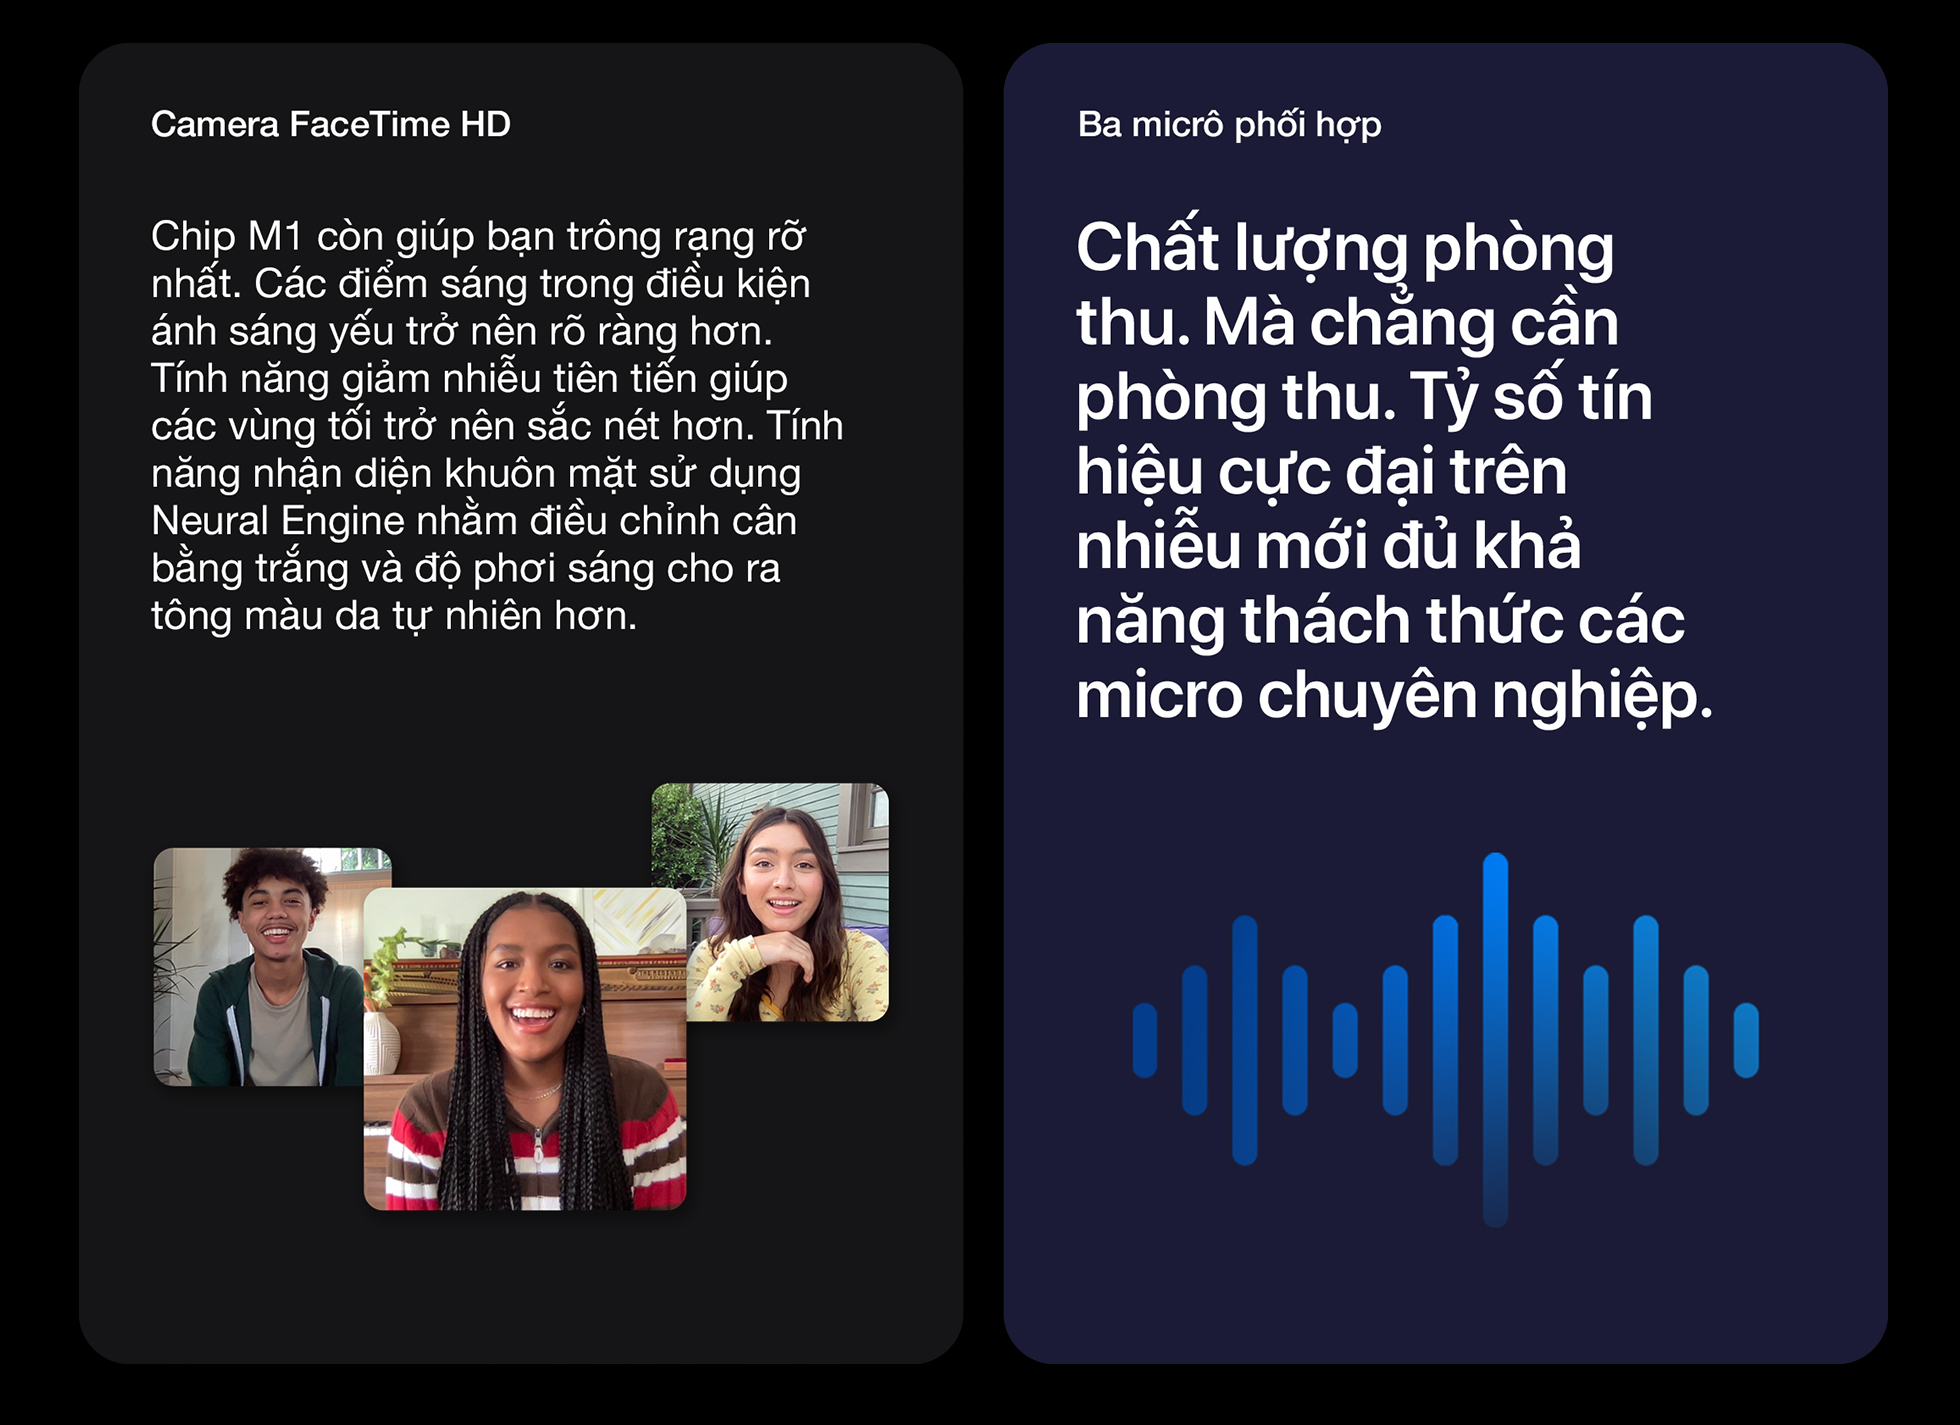 Camera FaceTime HD
Chip M1 còn giúp bạn trông rạng rỡ
nhất. Các điểm sáng trong điều kiện
ánh sáng yếu trở nên rõ ràng hơn.
Tính năng giảm nhiễu tiên tiến giúp
các vùng tối trở nên sắc nét hơn. Tính
năng nhận diện khuôn mặt sử dụng
Neural Engine nhằm điều chỉnh cân
bằng trắng và độ phơi sáng cho ra
tông màu da tự nhiên hơn.
Ba micrô phối hợp
Chất lượng phòng
thu. Mà chẳng cần
phòng thu. Tỷ số tín
hiệu cực đại trên
nhiễu mới đủ khả
năng thách thức các
micro chuyên nghiệp.